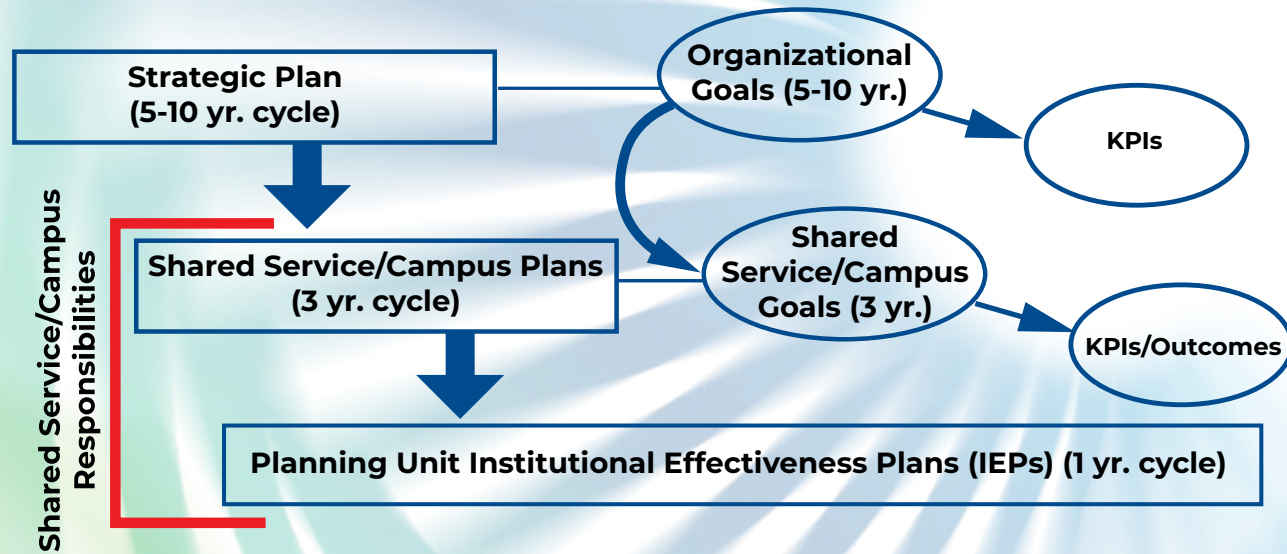 Strategic Plan
(5-10 yr. cycle)
Organizational
Goals (5-10 yr.)
KPIs
Shared Service/Campus
Responsibilities
Shared Service/Campus Plans
(3 yr. cycle)
Shared
Service/Campus
Goals (3 yr.)
KPIs/Outcomes
Planning Unit Institutional Effectiveness Plans (IEPs) (1 yr. cycle)